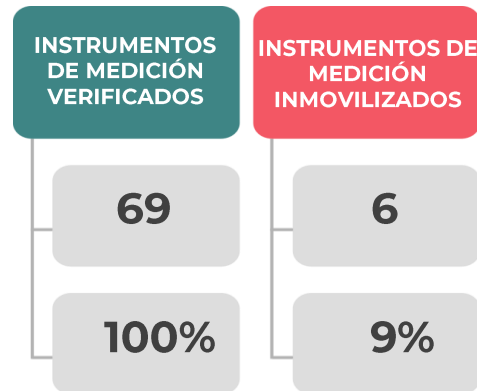 INSTRUMENTOS
DE MEDICIÓN
VERIFICADOS
69
100%
INSTRUMENTOS DE
MEDICIÓN
INMOVILIZADOS
6
9%